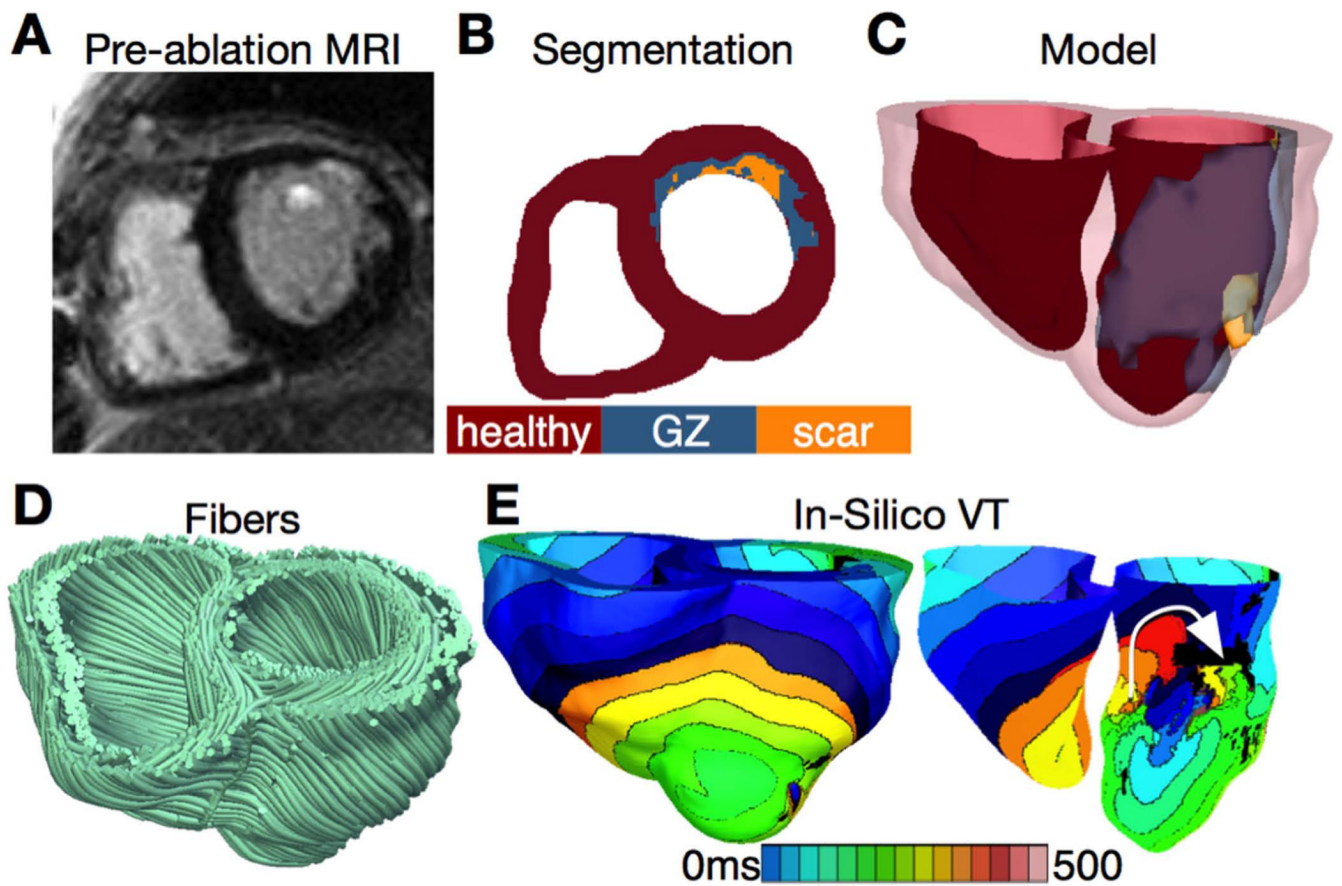 A Pre-ablation MRI
B Segmentation
C Model
healthy GZ scar
D Fibers
E In-Silico VT
0ms 500